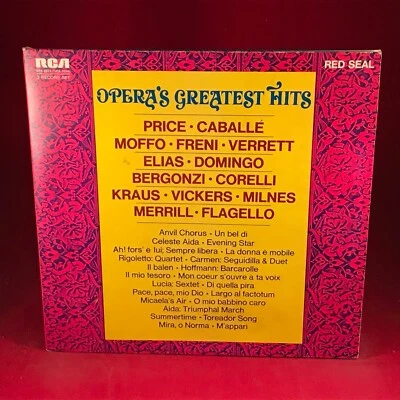 RCA
2 RECORD SET
RED SEAL
OPERA'S GREATEST HITS
PRICE • CABALLÉ
MOFFO • FRENI • VERRETT
ELIAS • DOMINGO
BERGONZI • CORELLI
KRAUS • VICKERS • MILNES
MERRILL • FLAGELLO
Anvil Chorus • Un bel di
Celeste Aida • Evening Star
Ah! fors' e lui; Sempre libera • La donna è mobile
Rigoletto: Quartet • Carmen: Seguidilla & Duet
Il balen • Hoffmann: Barcarolle
Il mio tesoro • Mon coeur s'ouvre à ta voix
Lucia: Sextet • Di quella pira
Pace, pace, mio Dio • Largo al factotum
Micaela's Air • O mio babbino caro
Aida: Triumphal March
Summertime • Toreador Song
Mira, o Norma • M'appari